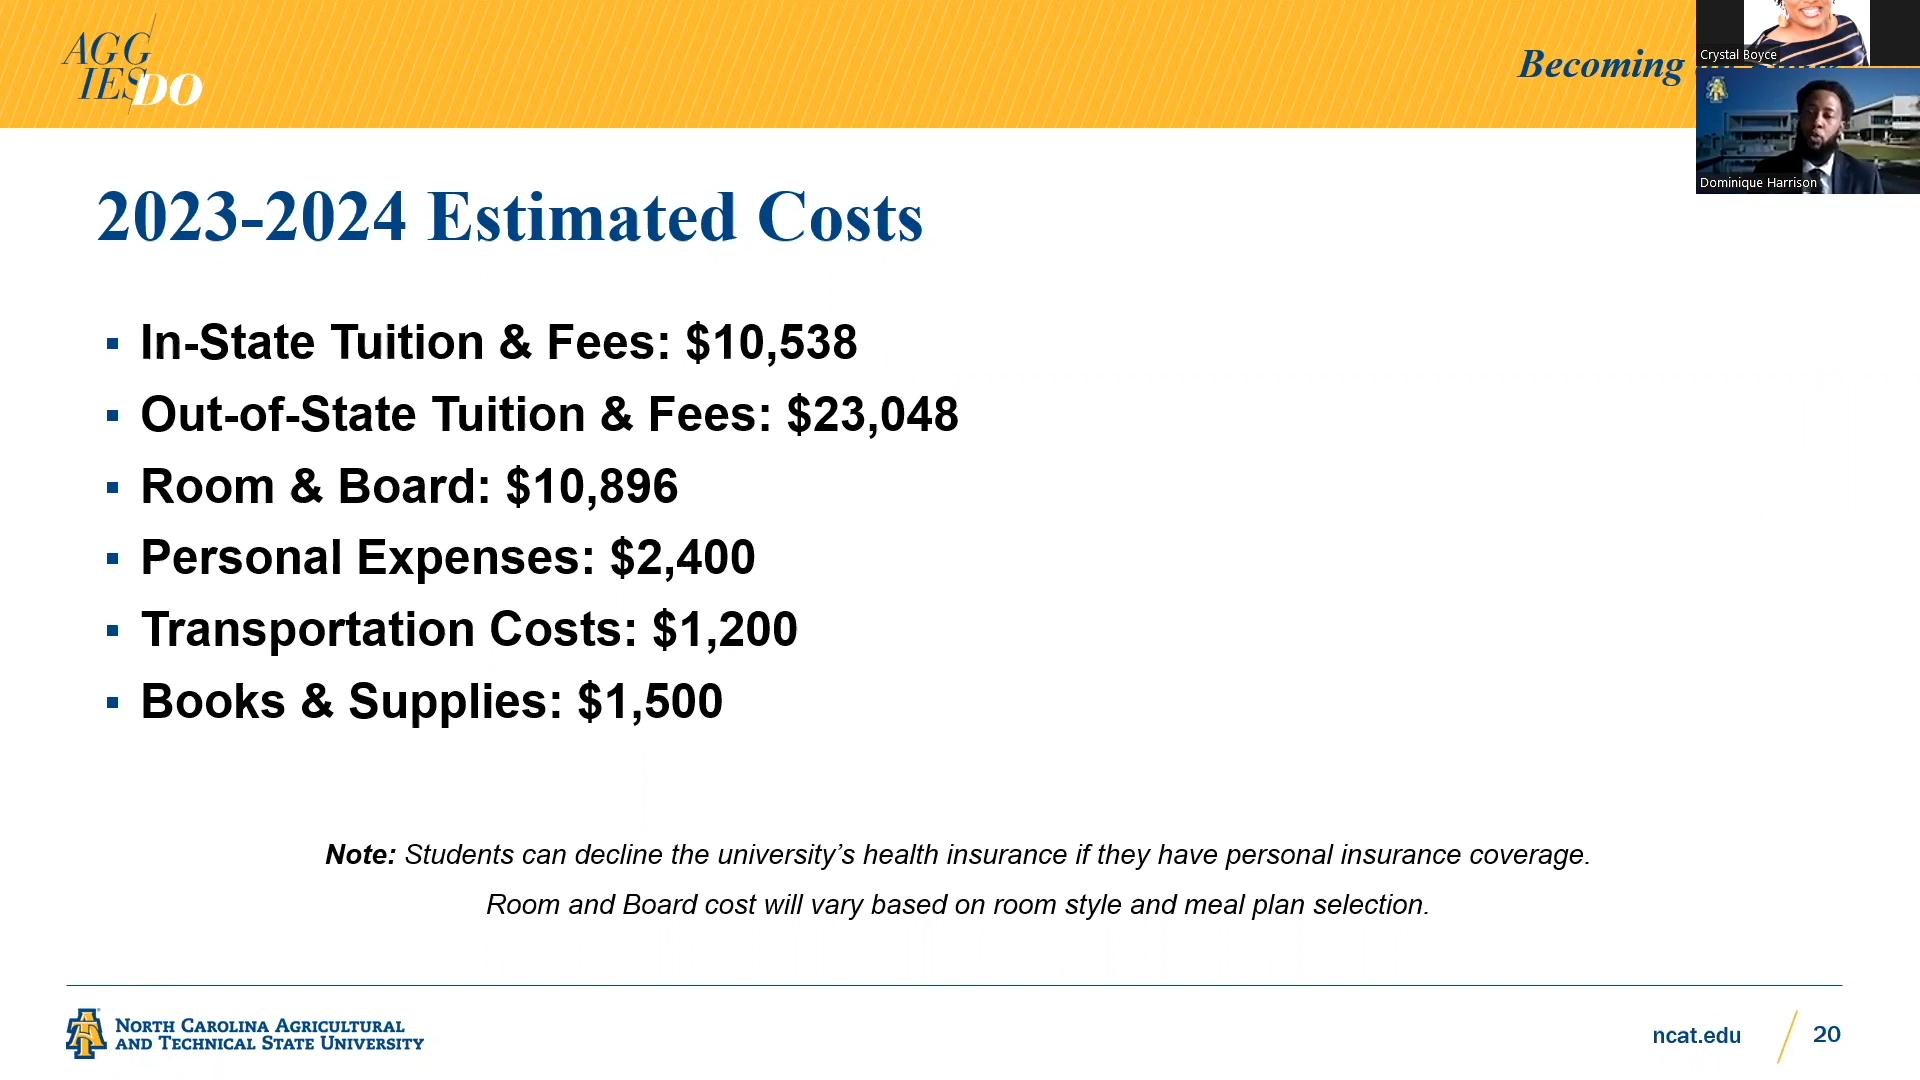 AGG
IES DO
Becoming
Crystal Boyce
Dominique Harrison
2023-2024 Estimated Costs
▪ In-State Tuition & Fees: $10,538
▪ Out-of-State Tuition & Fees: $23,048
▪ Room & Board: $10,896
▪ Personal Expenses: $2,400
▪ Transportation Costs: $1,200
▪ Books & Supplies: $1,500
Note: Students can decline the university’s health insurance if they have personal insurance coverage.
Room and Board cost will vary based on room style and meal plan selection.
NORTH CAROLINA AGRICULTURAL
AND TECHNICAL STATE UNIVERSITY
ncat.edu
20